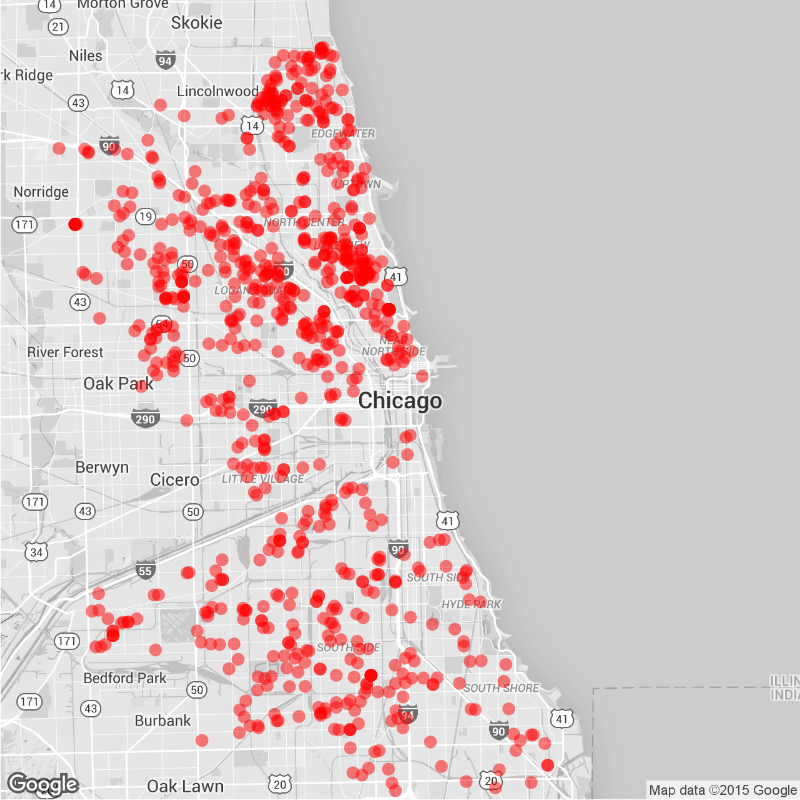 14
Morton Grove
21
Skokie
Niles
94
rk Ridge
14
Lincolnwood
43
14
EDGEWATER
90
UPTOWN
Norridge
19
171
NORTH CENTER
50
41
43
LOGAN
NEAR
NORTH SIDE
River Forest
50
Oak Park
Chicago
290
290
Berwyn
Cicero
LITTLE VILLAGE
171
43
50
41
34
90
55
SOUTH SIDE
HYDE PARK
171
SOUTH SIDE
Bedford Park
ILLIN
INDIA
50
SOUTH SHORE
171
43
94
41
Burbank
90
Google
Oak Lawn
20
20
Map data ©2015 Google